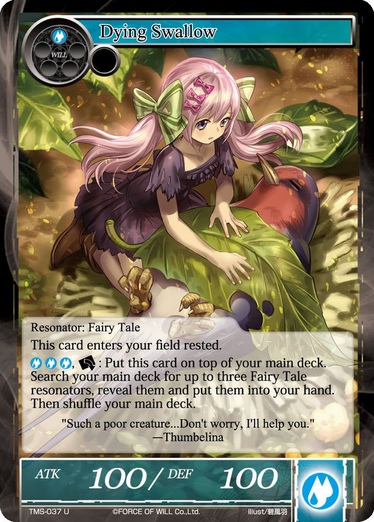 Dying Swallow
WILL
Resonator: Fairy Tale
This card enters your field rested.
: Put this card on top of your main deck.
Search your main deck for up to three Fairy Tale
resonators, reveal them and put them into your hand.
Then shuffle your main deck.
"Such a poor creature...Don't worry, I'll help you."
—Thumbelina
ATK 100 / DEF 100
TMS-037 U ©FORCE OF WILL Co.,Ltd. Illust/碧風羽